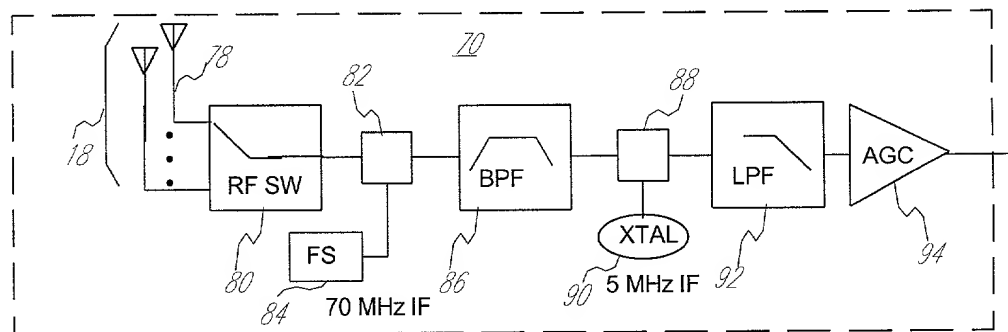 70
78
82
88
18
RF SW
BPF
LPF
AGC
FS
XTAL
80
84
70 MHz IF
86
90
5 MHz IF
92
94